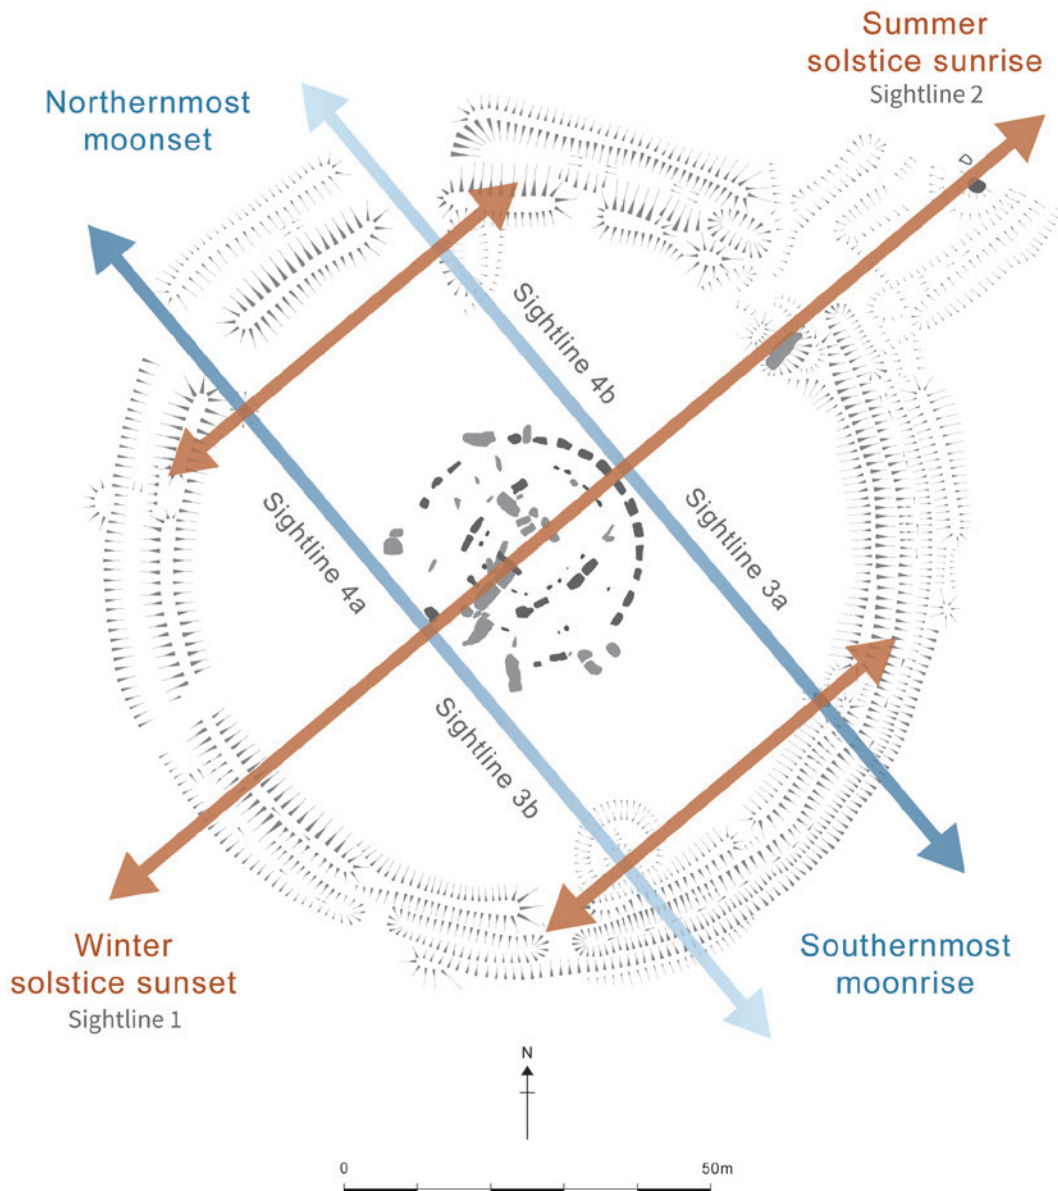 Summer
solstice sunrise
Sightline 2
Northernmost
moonset
D
Sightline 4b
Sightline 4a
Sightline 3a
Sightline 3b
Winter
solstice sunset
Sightline 1
Southernmost
moonrise
N
0
50m